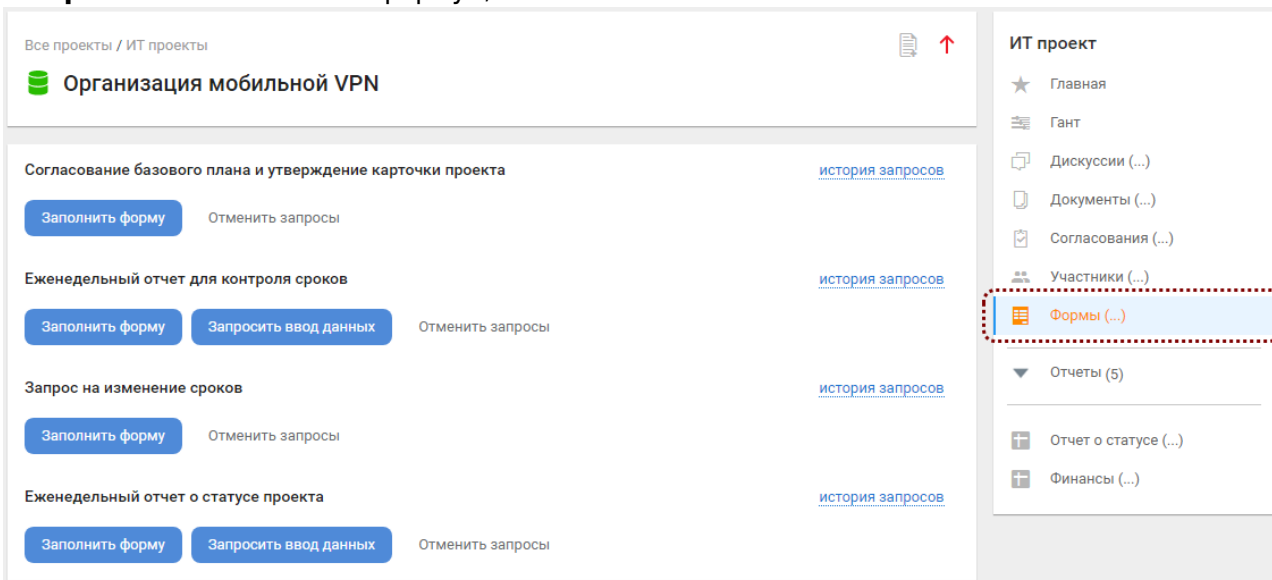 Все проекты / ИТ проекты
Организация мобильной VPN
Согласование базового плана и утверждение карточки проекта
история запросов
Заполнить форму
Отменить запросы
Еженедельный отчет для контроля сроков
история запросов
Заполнить форму
Запросить ввод данных
Отменить запросы
Запрос на изменение сроков
история запросов
Заполнить форму
Отменить запросы
Еженедельный отчет о статусе проекта
история запросов
Заполнить форму
Запросить ввод данных
Отменить запросы
ИТ проект
Главная
Гант
Дискуссии (...)
Документы (...)
Согласования (...)
Участники (...)
Формы (...)
Отчеты (5)
Отчет о статусе (...)
Финансы (...)